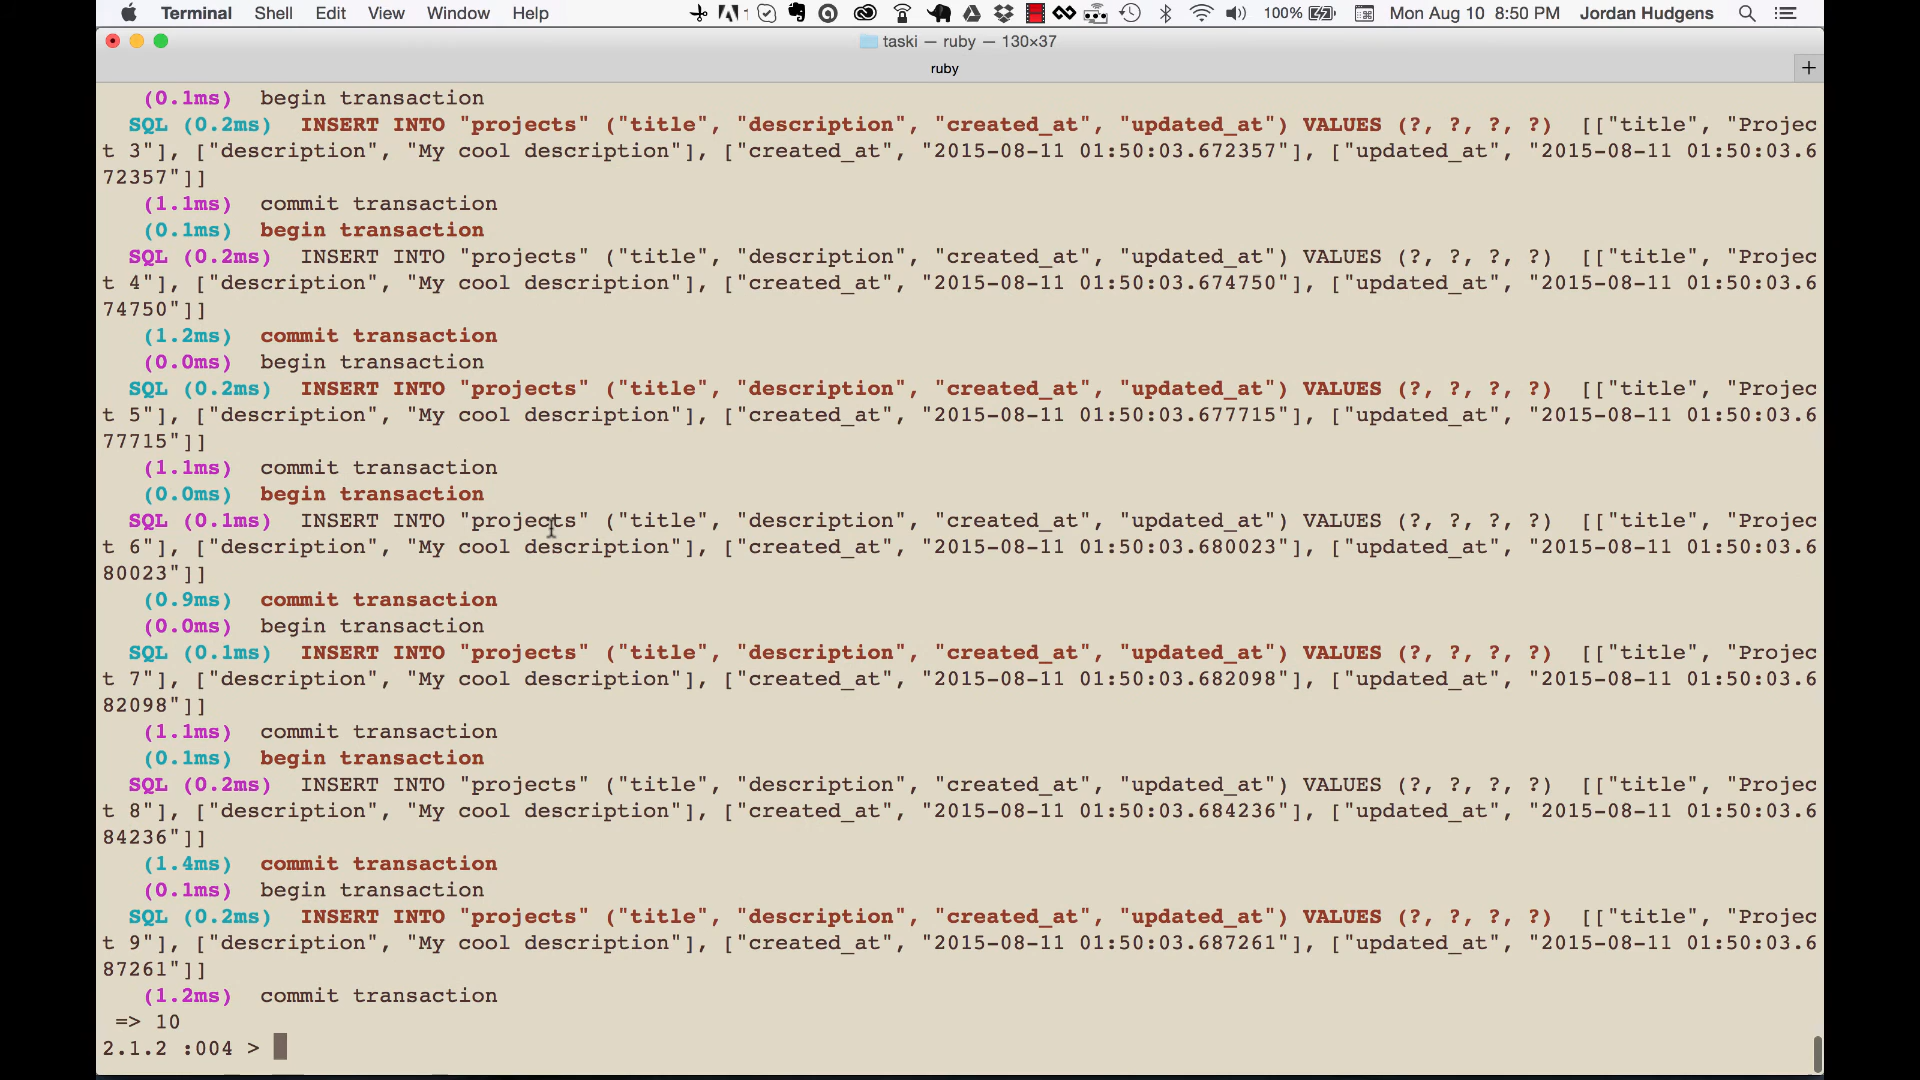 Terminal Shell Edit View Window Help 1 100% Mon Aug 10 8:50 PM Jordan Hudgens
taski — ruby — 130×37
ruby
(0.1ms)  begin transaction
SQL (0.2ms)  INSERT INTO "projects" ("title", "description", "created_at", "updated_at") VALUES (?, ?, ?, ?)  [["title", "Projec
t 3"], ["description", "My cool description"], ["created_at", "2015-08-11 01:50:03.672357"], ["updated_at", "2015-08-11 01:50:03.6
72357"]]
(1.1ms)  commit transaction
(0.1ms)  begin transaction
SQL (0.2ms)  INSERT INTO "projects" ("title", "description", "created_at", "updated_at") VALUES (?, ?, ?, ?)  [["title", "Projec
t 4"], ["description", "My cool description"], ["created_at", "2015-08-11 01:50:03.674750"], ["updated_at", "2015-08-11 01:50:03.6
74750"]]
(1.2ms)  commit transaction
(0.0ms)  begin transaction
SQL (0.2ms)  INSERT INTO "projects" ("title", "description", "created_at", "updated_at") VALUES (?, ?, ?, ?)  [["title", "Projec
t 5"], ["description", "My cool description"], ["created_at", "2015-08-11 01:50:03.677715"], ["updated_at", "2015-08-11 01:50:03.6
77715"]]
(1.1ms)  commit transaction
(0.0ms)  begin transaction
SQL (0.1ms)  INSERT INTO "projects" ("title", "description", "created_at", "updated_at") VALUES (?, ?, ?, ?)  [["title", "Projec
t 6"], ["description", "My cool description"], ["created_at", "2015-08-11 01:50:03.680023"], ["updated_at", "2015-08-11 01:50:03.6
80023"]]
(0.9ms)  commit transaction
(0.0ms)  begin transaction
SQL (0.1ms)  INSERT INTO "projects" ("title", "description", "created_at", "updated_at") VALUES (?, ?, ?, ?)  [["title", "Projec
t 7"], ["description", "My cool description"], ["created_at", "2015-08-11 01:50:03.682098"], ["updated_at", "2015-08-11 01:50:03.6
82098"]]
(1.1ms)  commit transaction
(0.1ms)  begin transaction
SQL (0.2ms)  INSERT INTO "projects" ("title", "description", "created_at", "updated_at") VALUES (?, ?, ?, ?)  [["title", "Projec
t 8"], ["description", "My cool description"], ["created_at", "2015-08-11 01:50:03.684236"], ["updated_at", "2015-08-11 01:50:03.6
84236"]]
(1.4ms)  commit transaction
(0.1ms)  begin transaction
SQL (0.2ms)  INSERT INTO "projects" ("title", "description", "created_at", "updated_at") VALUES (?, ?, ?, ?)  [["title", "Projec
t 9"], ["description", "My cool description"], ["created_at", "2015-08-11 01:50:03.687261"], ["updated_at", "2015-08-11 01:50:03.6
87261"]]
(1.2ms)  commit transaction
=> 10
2.1.2 :004 >